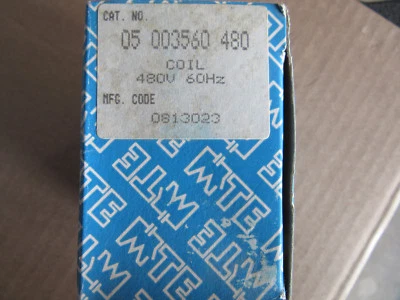 CAT. NO.
05 003560 480
COIL
480V 60Hz
MFG. CODE
0813023